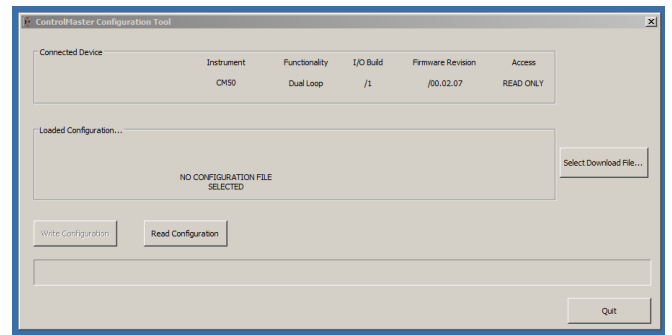 ControlMaster Configuration Tool
Connected Device
Instrument Functionality I/O Build Firmware Revision Access
CM50 Dual Loop /1 /00.02.07 READ ONLY
Loaded Configuration...
NO CONFIGURATION FILE
SELECTED
Select Download File...
Write Configuration Read Configuration
Quit